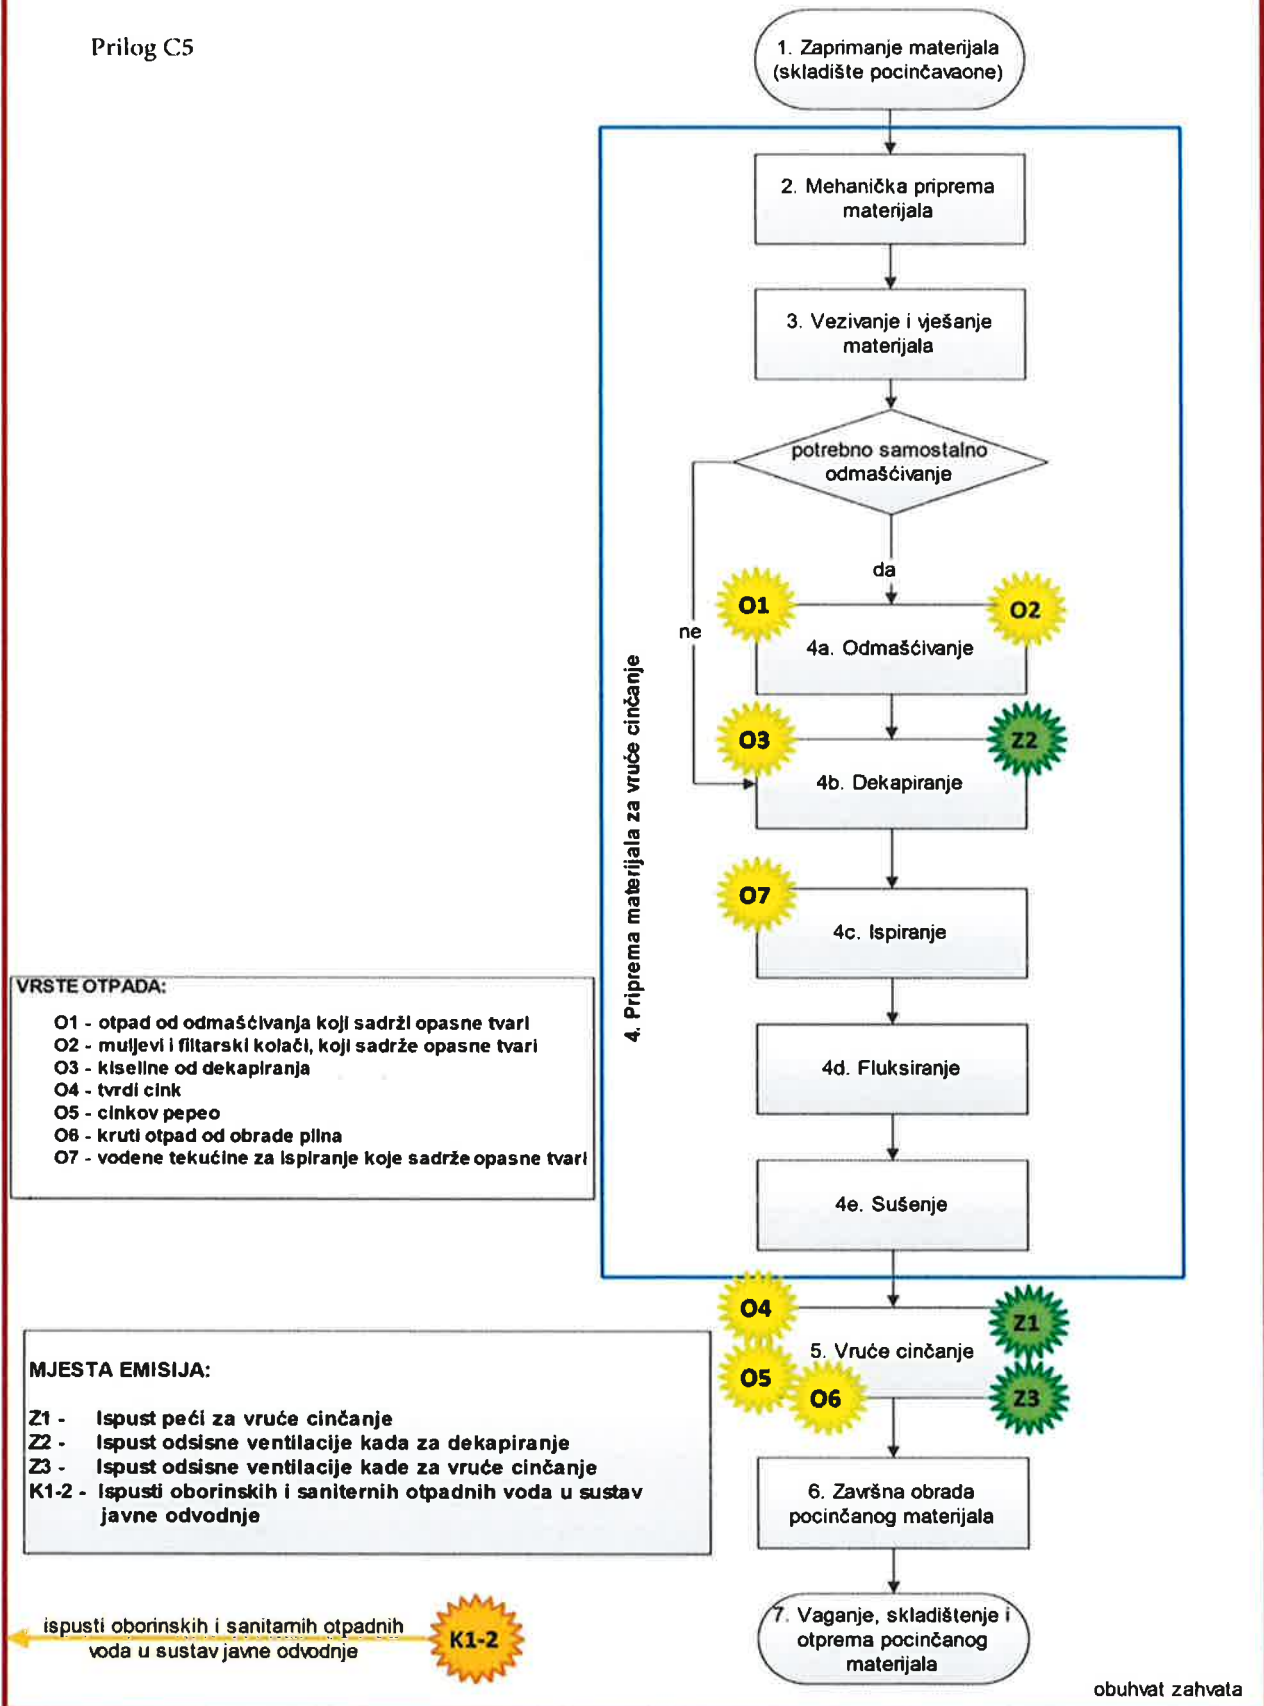 Prilog C5
1. Zaprimanje materijala
(skladište pocinčavaone)
2. Mehanička priprema
materijala
3. Vezivanje i vješanje
materijala
potrebno samostalno
odmašćivanje
da
ne
O1
O2
4a. Odmašćivanje
O3
Z2
4b. Dekapiranje
O7
4c. Ispiranje
4d. Fluksiranje
4e. Sušenje
4. Priprema materijala za vruće cinčanje
VRSTE OTPADA:
O1 - otpad od odmašćivanja koji sadrži opasne tvari
O2 - muljevi i filtarski kolači, koji sadrže opasne tvari
O3 - kiseline od dekapiranja
O4 - tvrdi cink
O5 - cinkov pepeo
O6 - kruti otpad od obrade plina
O7 - vodene tekućine za ispiranje koje sadrže opasne tvari
O4
Z1
5. Vruće cinčanje
O5
O6
Z3
MJESTA EMISIJA:
Z1 - Ispust peći za vruće cinčanje
Z2 - Ispust odsisne ventilacije kada za dekapiranje
Z3 - Ispust odsisne ventilacije kade za vruće cinčanje
K1-2 - Ispusti oborinskih i saniternih otpadnih voda u sustav
javne odvodnje
6. Završna obrada
pocinčanog materijala
7. Vaganje, skladištenje i
otprema pocinčanog
materijala
ispusti oborinskih i sanitarnih otpadnih
voda u sustav javne odvodnje
K1-2
obuhvat zahvata